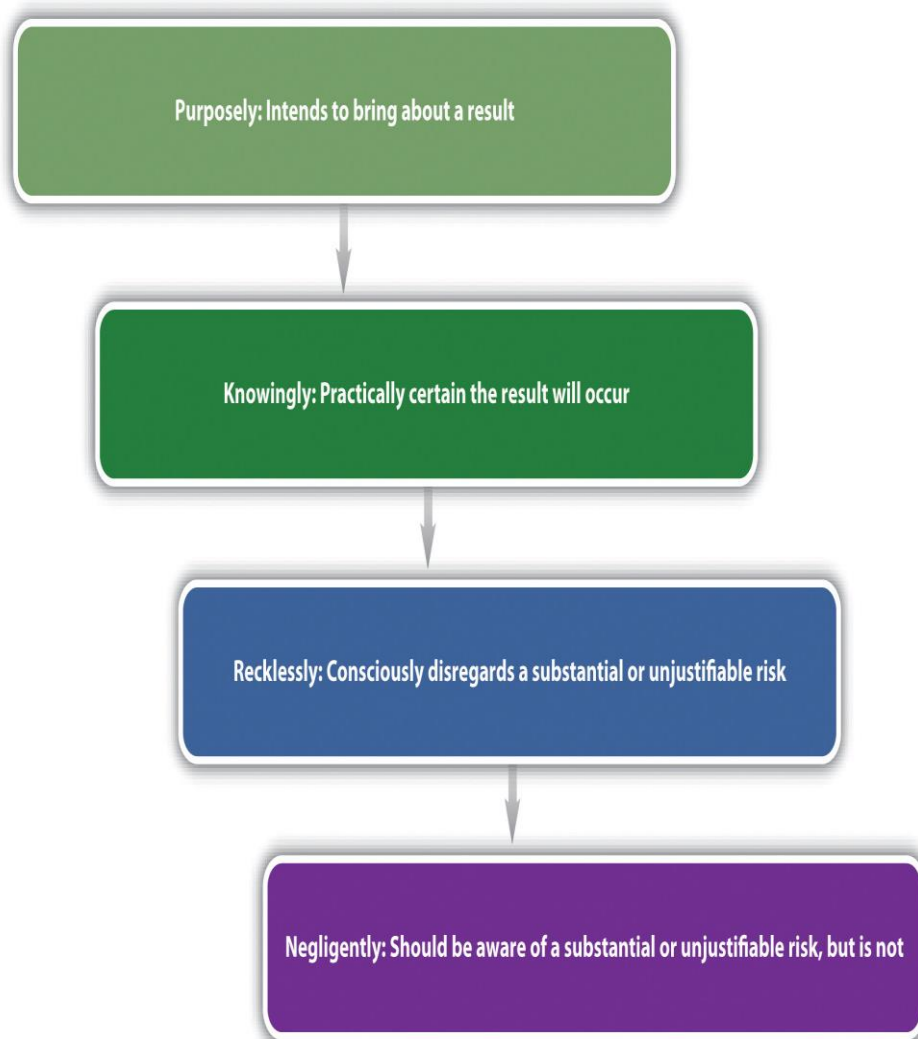 Purposely: Intends to bring about a result
Knowingly: Practically certain the result will occur
Recklessly: Consciously disregards a substantial or unjustifiable risk
Negligently: Should be aware of a substantial or unjustifiable risk, but is not